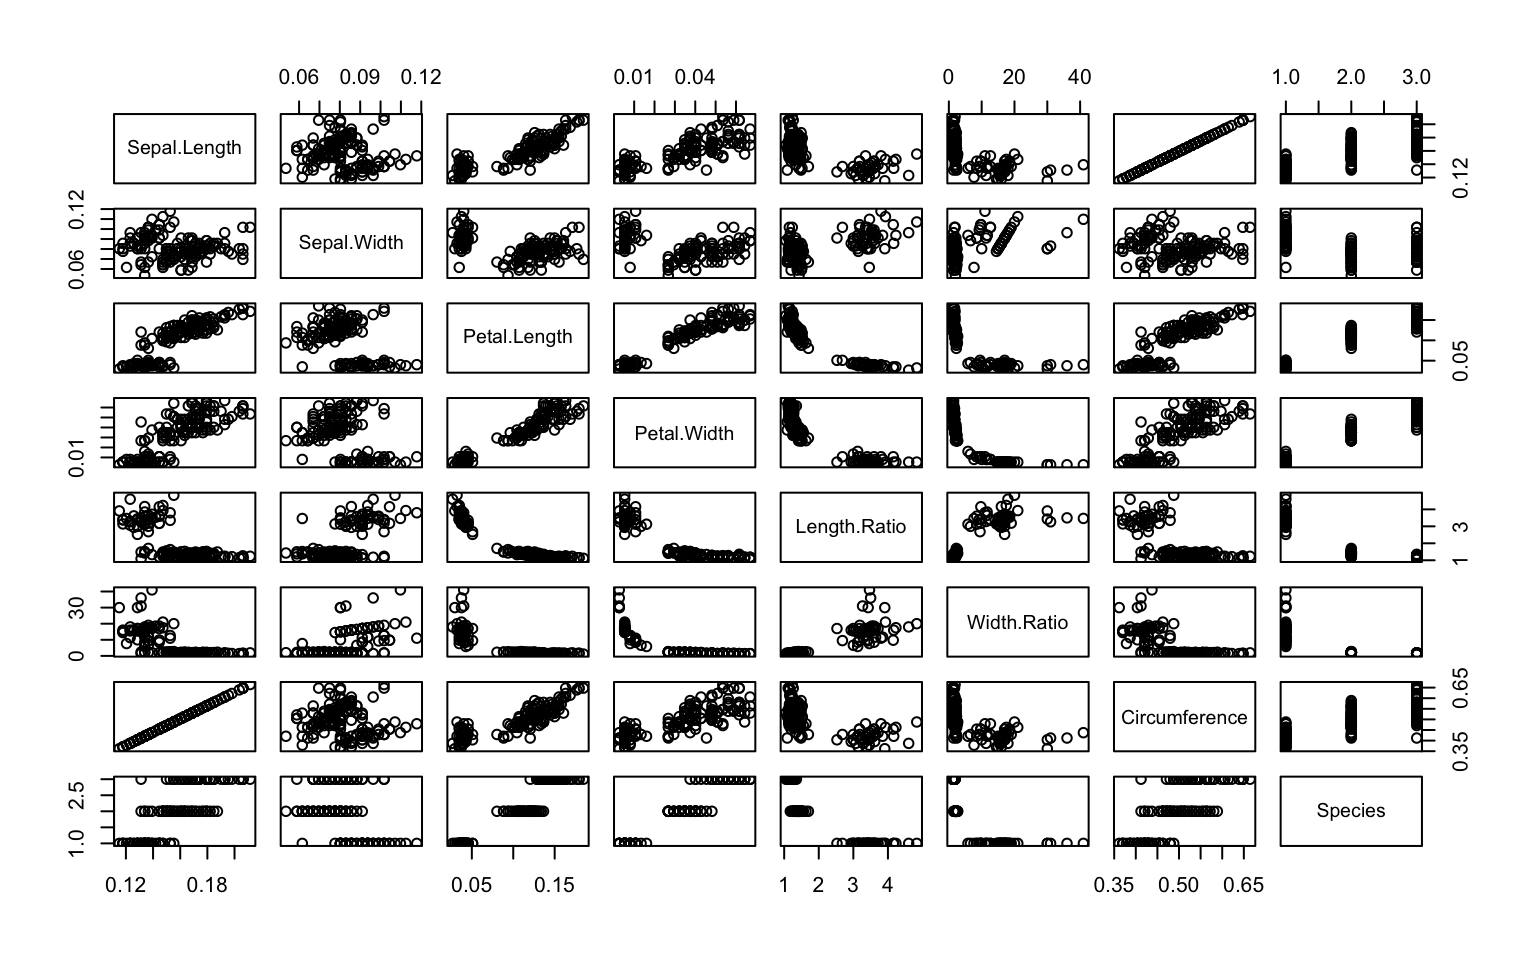 0.06 0.09 0.12 0.01 0.04 0 20 40 1.0 2.0 3.0
Sepal.Length
0.12
0.06 0.12
Sepal.Width
Petal.Length
0.05
0.01
Petal.Width
Length.Ratio
1 3
0 30
Width.Ratio
Circumference
0.35 0.65
1.0 2.5
Species
0.12 0.18 0.05 0.15 1 2 3 4 0.35 0.50 0.65